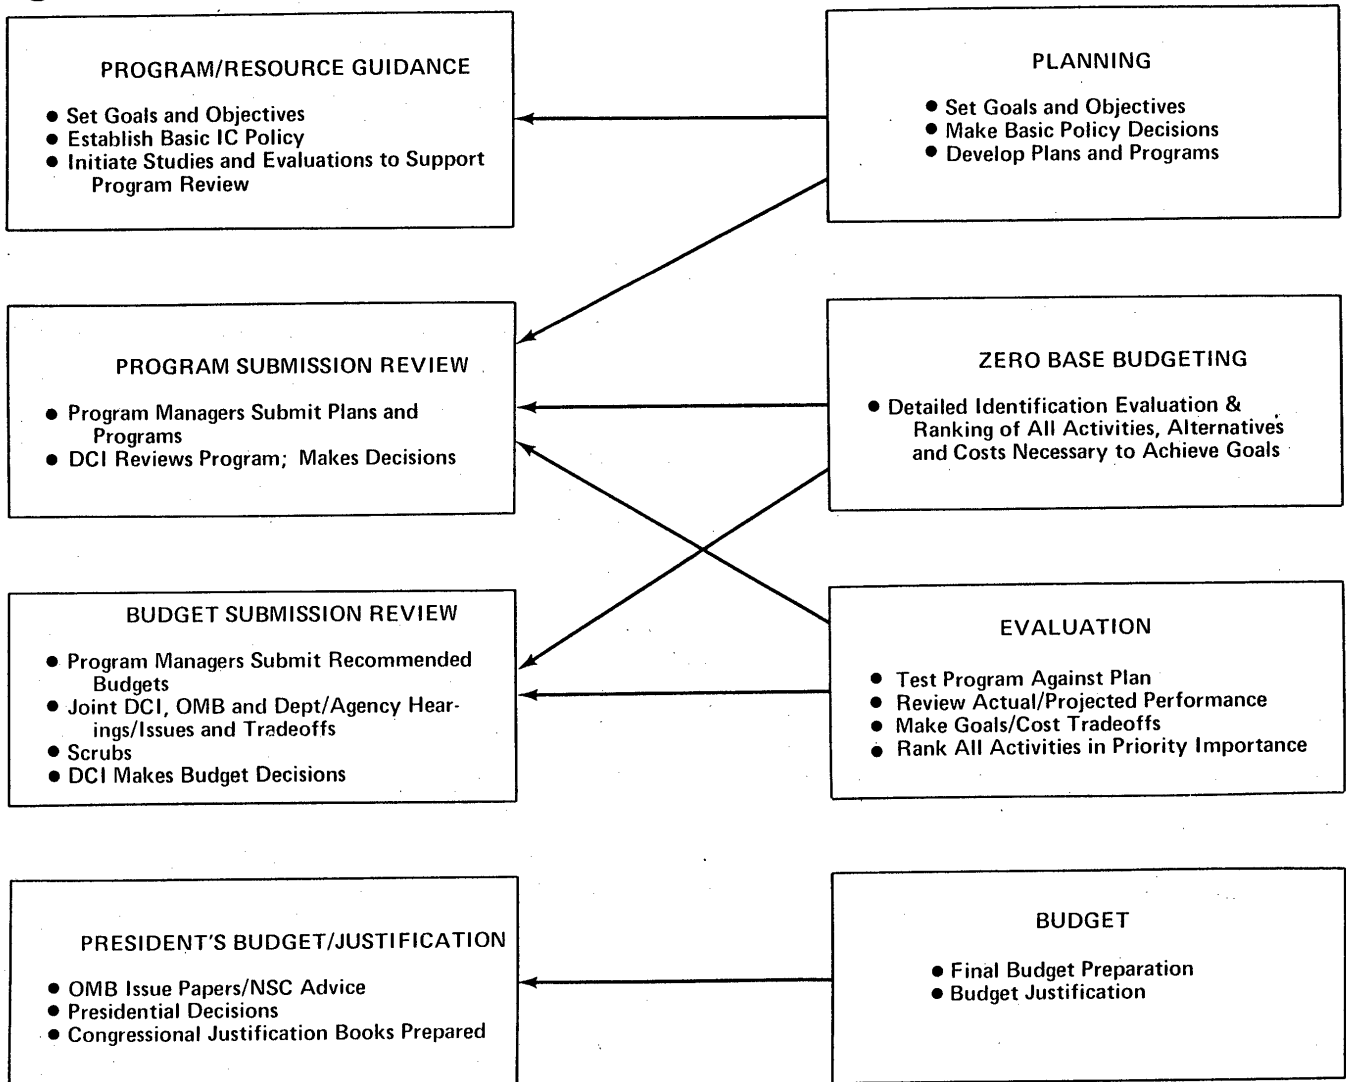 PROGRAM/RESOURCE GUIDANCE
● Set Goals and Objectives
● Establish Basic IC Policy
● Initiate Studies and Evaluations to Support
Program Review
PLANNING
● Set Goals and Objectives
● Make Basic Policy Decisions
● Develop Plans and Programs
PROGRAM SUBMISSION REVIEW
● Program Managers Submit Plans and
Programs
● DCI Reviews Program; Makes Decisions
ZERO BASE BUDGETING
● Detailed Identification Evaluation &
Ranking of All Activities, Alternatives
and Costs Necessary to Achieve Goals
BUDGET SUBMISSION REVIEW
● Program Managers Submit Recommended
Budgets
● Joint DCI, OMB and Dept/Agency Hear-
ings/Issues and Tradeoffs
● Scrubs
● DCI Makes Budget Decisions
EVALUATION
● Test Program Against Plan
● Review Actual/Projected Performance
● Make Goals/Cost Tradeoffs
● Rank All Activities in Priority Importance
PRESIDENT'S BUDGET/JUSTIFICATION
● OMB Issue Papers/NSC Advice
● Presidential Decisions
● Congressional Justification Books Prepared
BUDGET
● Final Budget Preparation
● Budget Justification